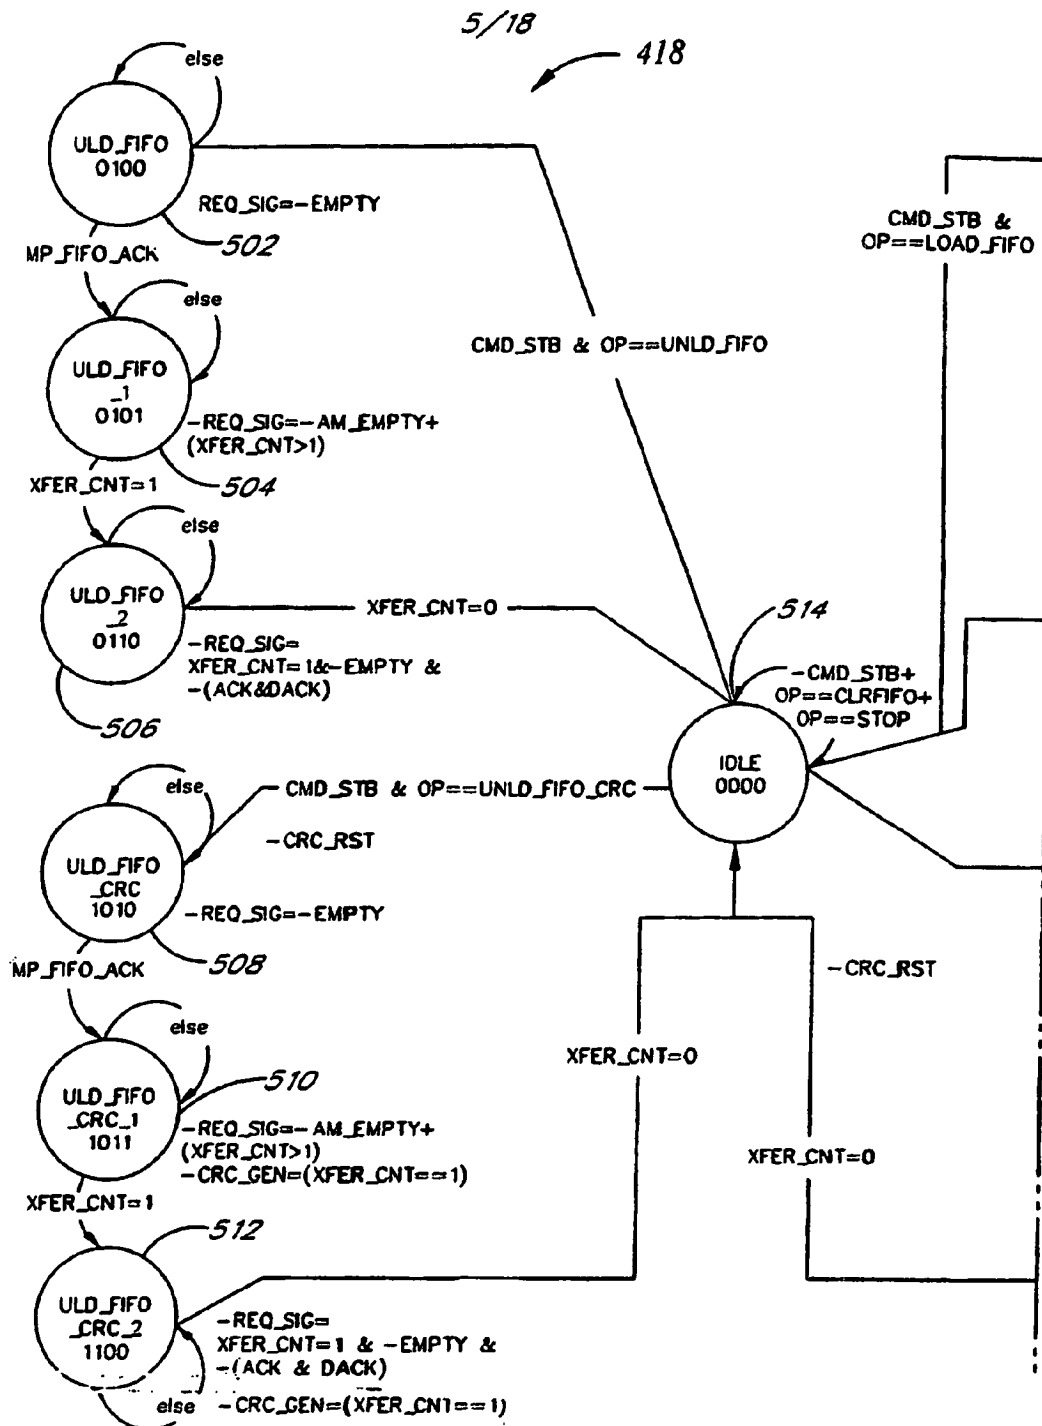 5/18
418
else
ULD_FIFO
0100
REQ_SIG=-EMPTY
502
MP_FIFO_ACK
CMD_STB &
OP==LOAD_FIFO
else
ULD_FIFO
_1
0101
-REQ_SIG=-AM_EMPTY+
(XFER_CNT>1)
504
XFER_CNT=1
CMD_STB & OP==UNLD_FIFO
else
ULD_FIFO
_2
0110
XFER_CNT=0
-REQ_SIG=
XFER_CNT=1&-EMPTY &
-(ACK&DACK)
506
514
-CMD_STB+
OP==CLRFIFO+
OP==STOP
IDLE
0000
else
CMD_STB & OP==UNLD_FIFO_CRC
-CRC_RST
ULD_FIFO
_CRC
1010
-REQ_SIG=-EMPTY
508
MP_FIFO_ACK
-CRC_RST
else
XFER_CNT=0
510
ULD_FIFO
_CRC_1
1011
-REQ_SIG=-AM_EMPTY+
(XFER_CNT>1)
-CRC_GEN=(XFER_CNT==1)
XFER_CNT=0
XFER_CNT=1
512
ULD_FIFO
_CRC_2
1100
-REQ_SIG=
XFER_CNT=1 & -EMPTY &
-(ACK & DACK)
else
-CRC_GEN=(XFER_CNT==1)